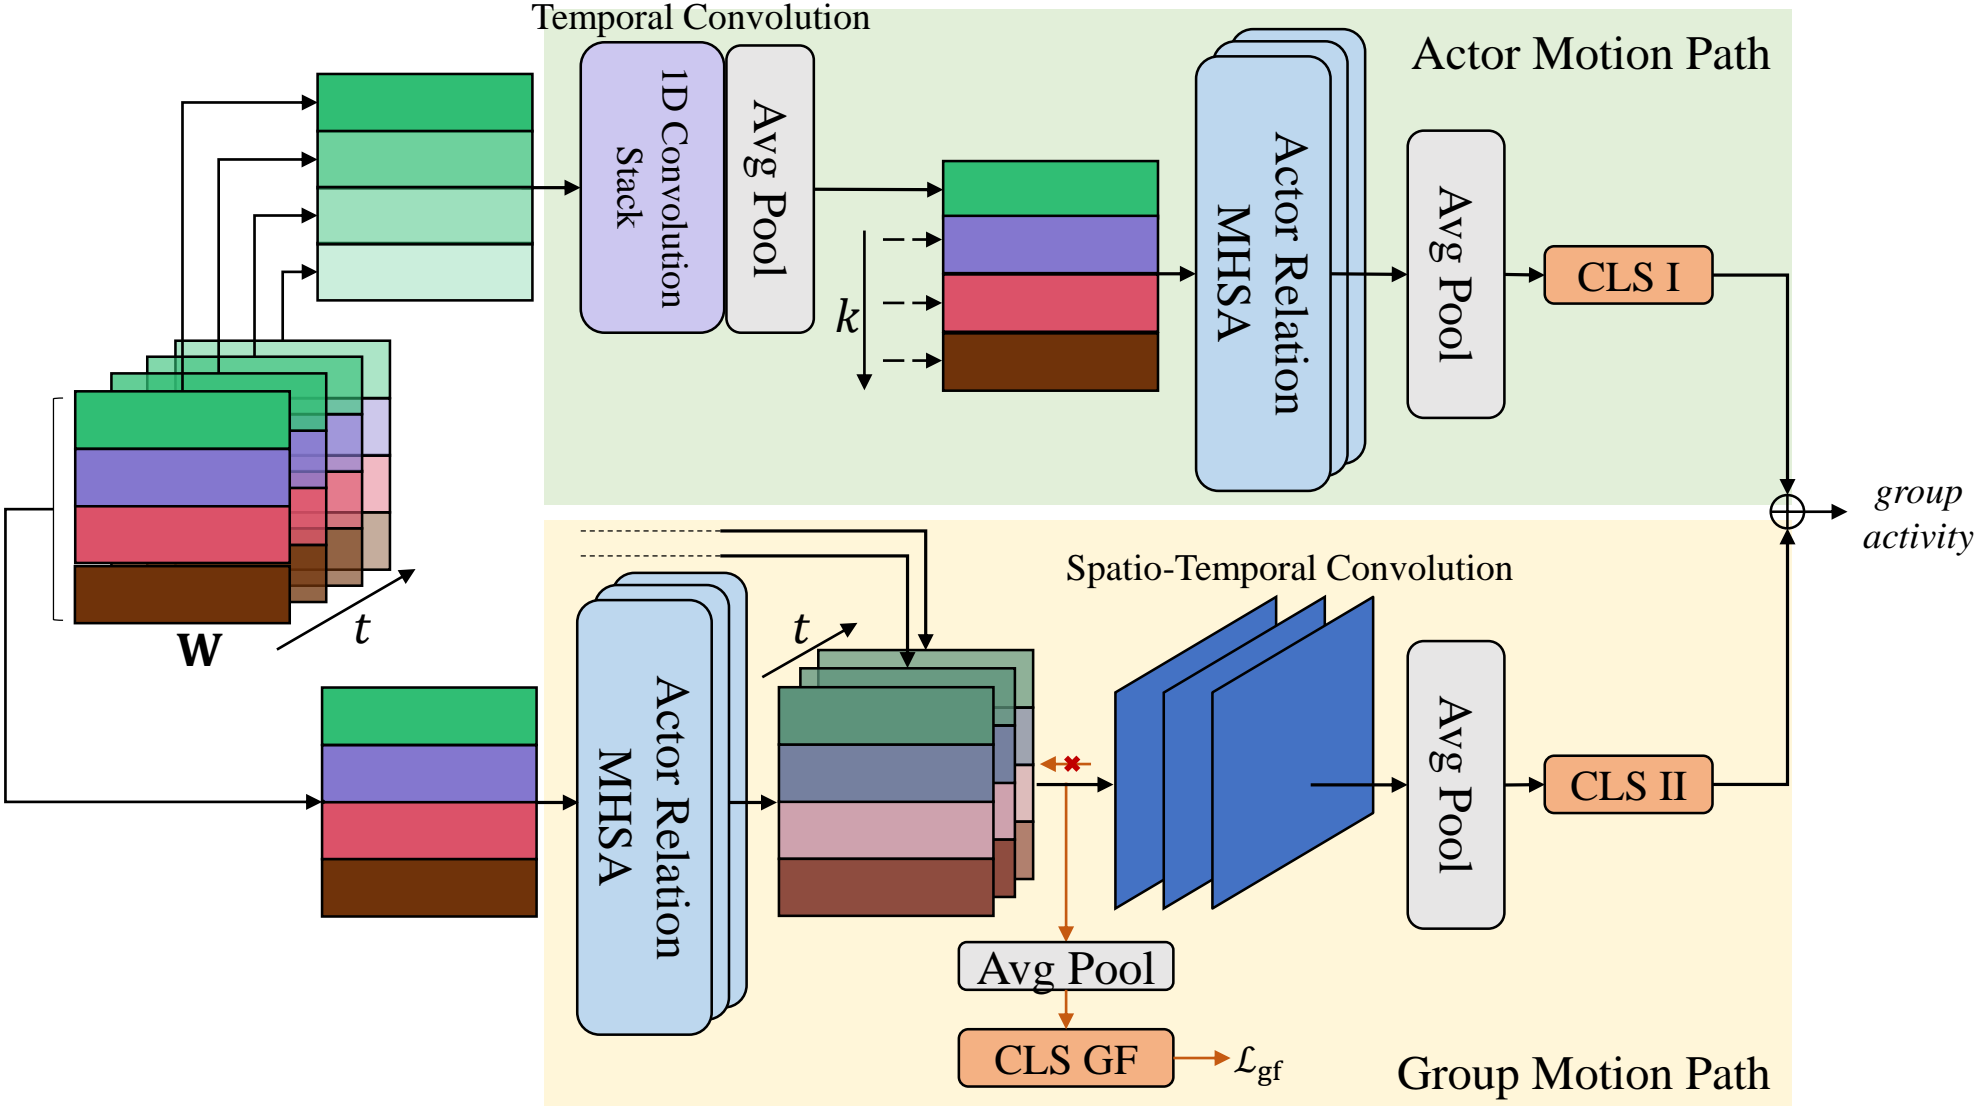 Temporal Convolution
Actor Motion Path
1D Convolution
Stack
Avg Pool
k
Actor Relation
MHSA
Avg Pool
CLS I
group
activity
W
t
Actor Relation
MHSA
t
Spatio-Temporal Convolution
Avg Pool
CLS II
Avg Pool
CLS GF
ℒgf
Group Motion Path